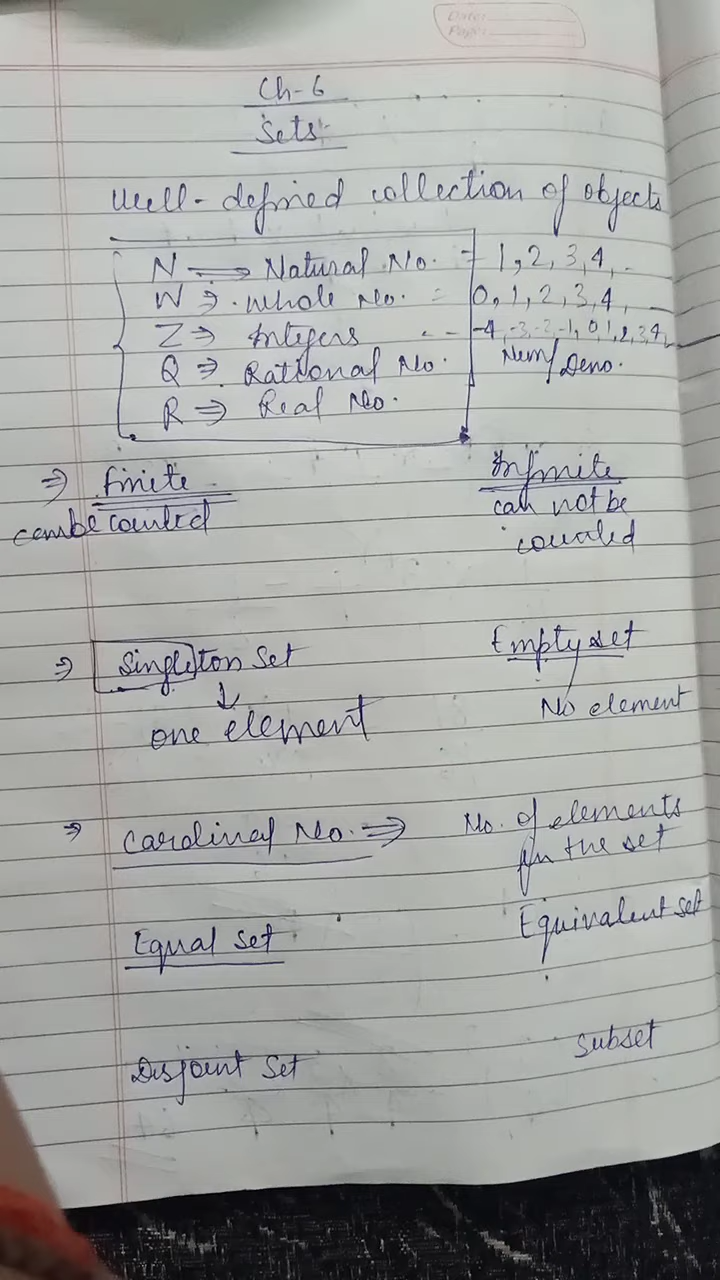 Date:
Page:
Ch-6
Sets
Well-defined collection of objects
N ⇒ Natural No. = 1, 2, 3, 4, -
W ⇒ Whole No. = 0, 1, 2, 3, 4, -
Z ⇒ Integers -- -4, -3, -2, -1, 0, 1, 2, 3, 4, -
Q ⇒ Rational No. Num/Deno.
R ⇒ Real No.
⇒ finite Infinite
can be counted can not be
counted
⇒ Singleton Set Empty set
↓
one element No element
⇒ Cardinal No. ⇒ No. of elements
in the set
Equal set Equivalent set
Disjoint set Subset